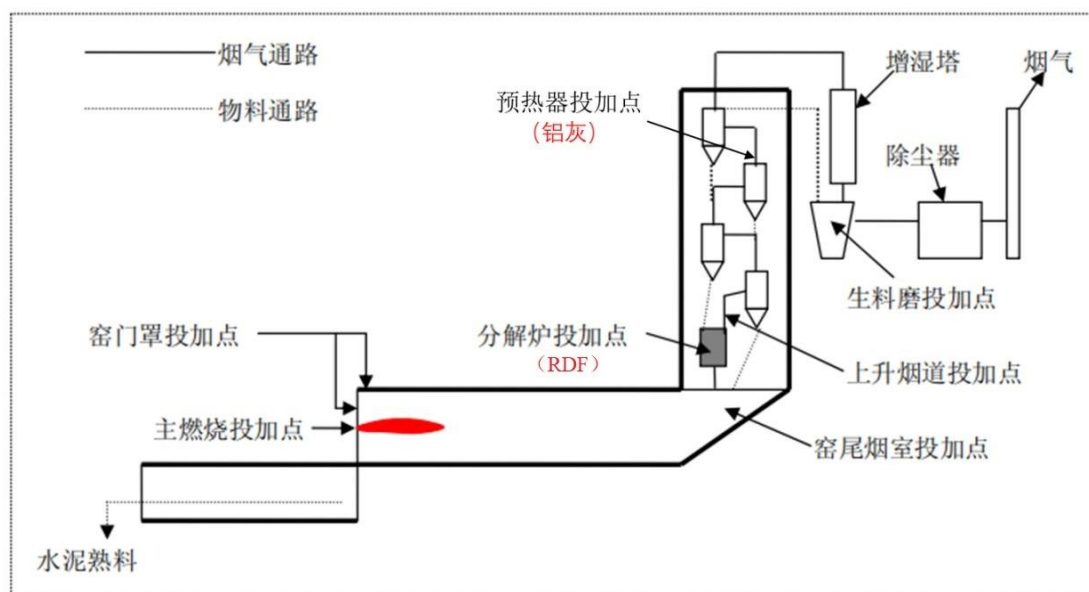 烟气通路
物料通路
增湿塔
烟气
预热器投加点
（铝灰）
除尘器
生料磨投加点
窑门罩投加点
分解炉投加点
（RDF）
上升烟道投加点
主燃烧投加点
窑尾烟室投加点
水泥熟料